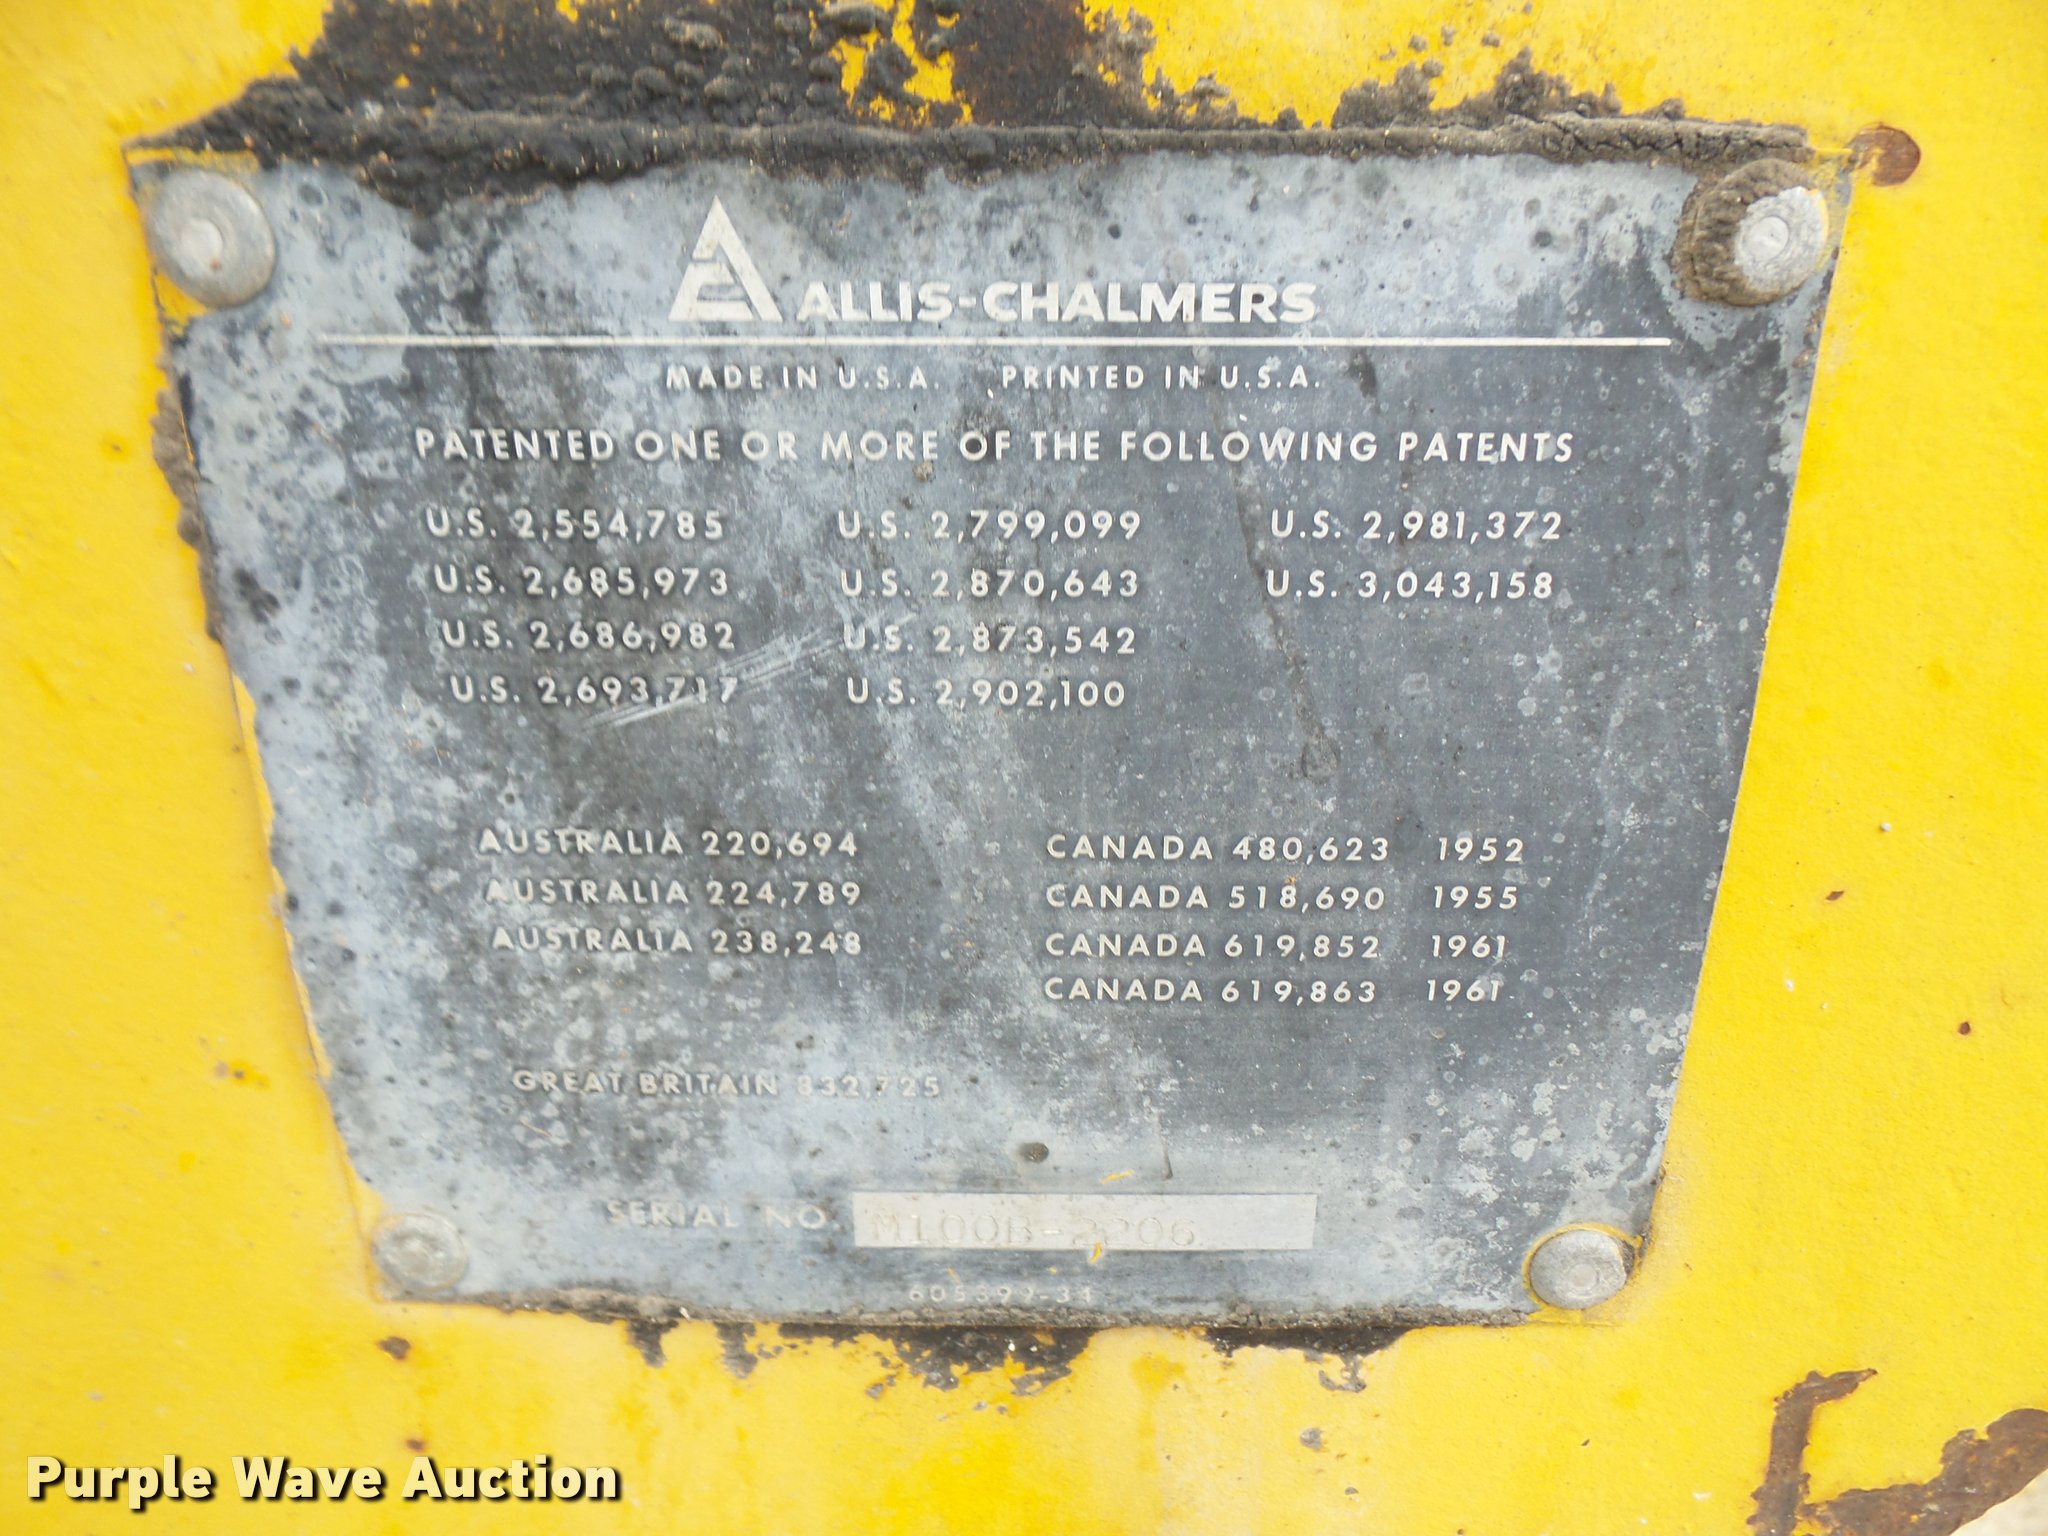 ALLIS-CHALMERS
MADE IN U.S.A. PRINTED IN U.S.A.
PATENTED ONE OR MORE OF THE FOLLOWING PATENTS
U.S. 2,554,785 U.S. 2,799,099 U.S. 2,981,372
U.S. 2,685,973 U.S. 2,870,643 U.S. 3,043,158
U.S. 2,686,982 U.S. 2,873,542
U.S. 2,693,717 U.S. 2,902,100
AUSTRALIA 220,694 CANADA 480,623 1952
AUSTRALIA 224,789 CANADA 518,690 1955
AUSTRALIA 238,248 CANADA 619,852 1961
CANADA 619,863 1961
GREAT BRITAIN 832,725
SERIAL NO. M100B-2206
Purple Wave Auction